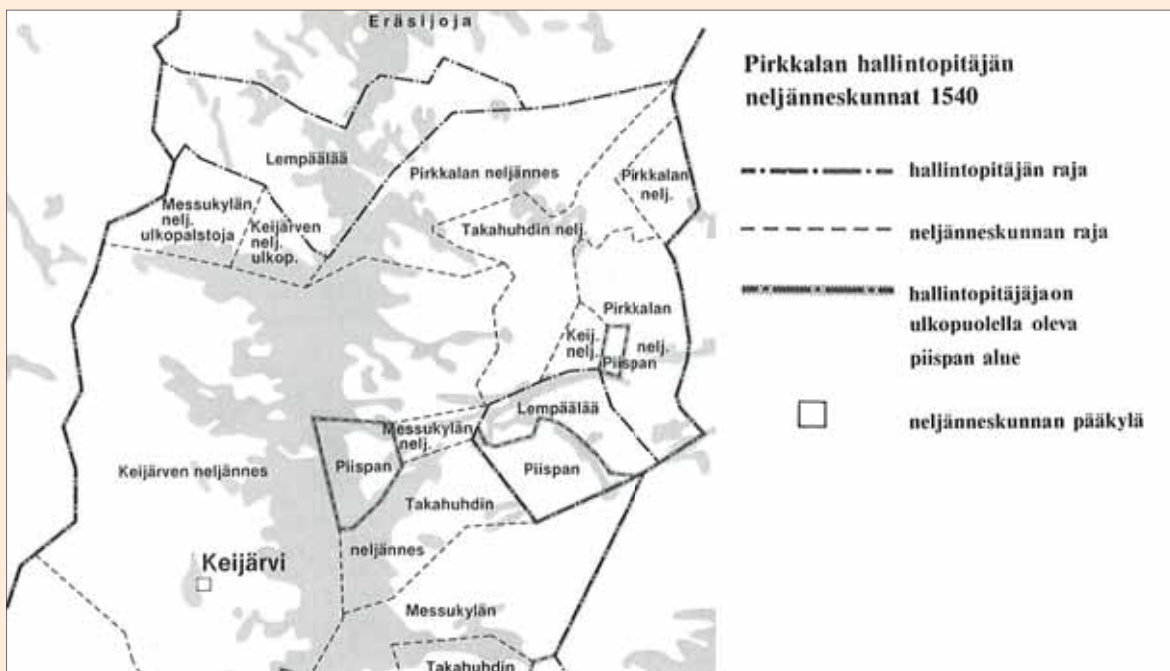 Eräsijoja
Pirkkalan hallintopitäjän
neljänneskunnat 1540
hallintopitäjän raja
neljänneskunnan raja
hallintopitäjäjaon
ulkopuolella oleva
piispan alue
neljänneskunnan pääkylä
Lempäälää
Pirkkalan neljännes
Pirkkalan
nelj.
Messukylän
nelj.
ulkopalstoja
Keijärven
nelj.
ulkop.
Takahuhdin nelj.
Pirkkalan
nelj.
Keij.
nelj.
Piispan
Lempäälää
Messukylän
nelj.
Piispan
Piispan
Keijärven neljännes
Takahuhdin
neljännes
Keijärvi
Messukylän
Takahuhdin